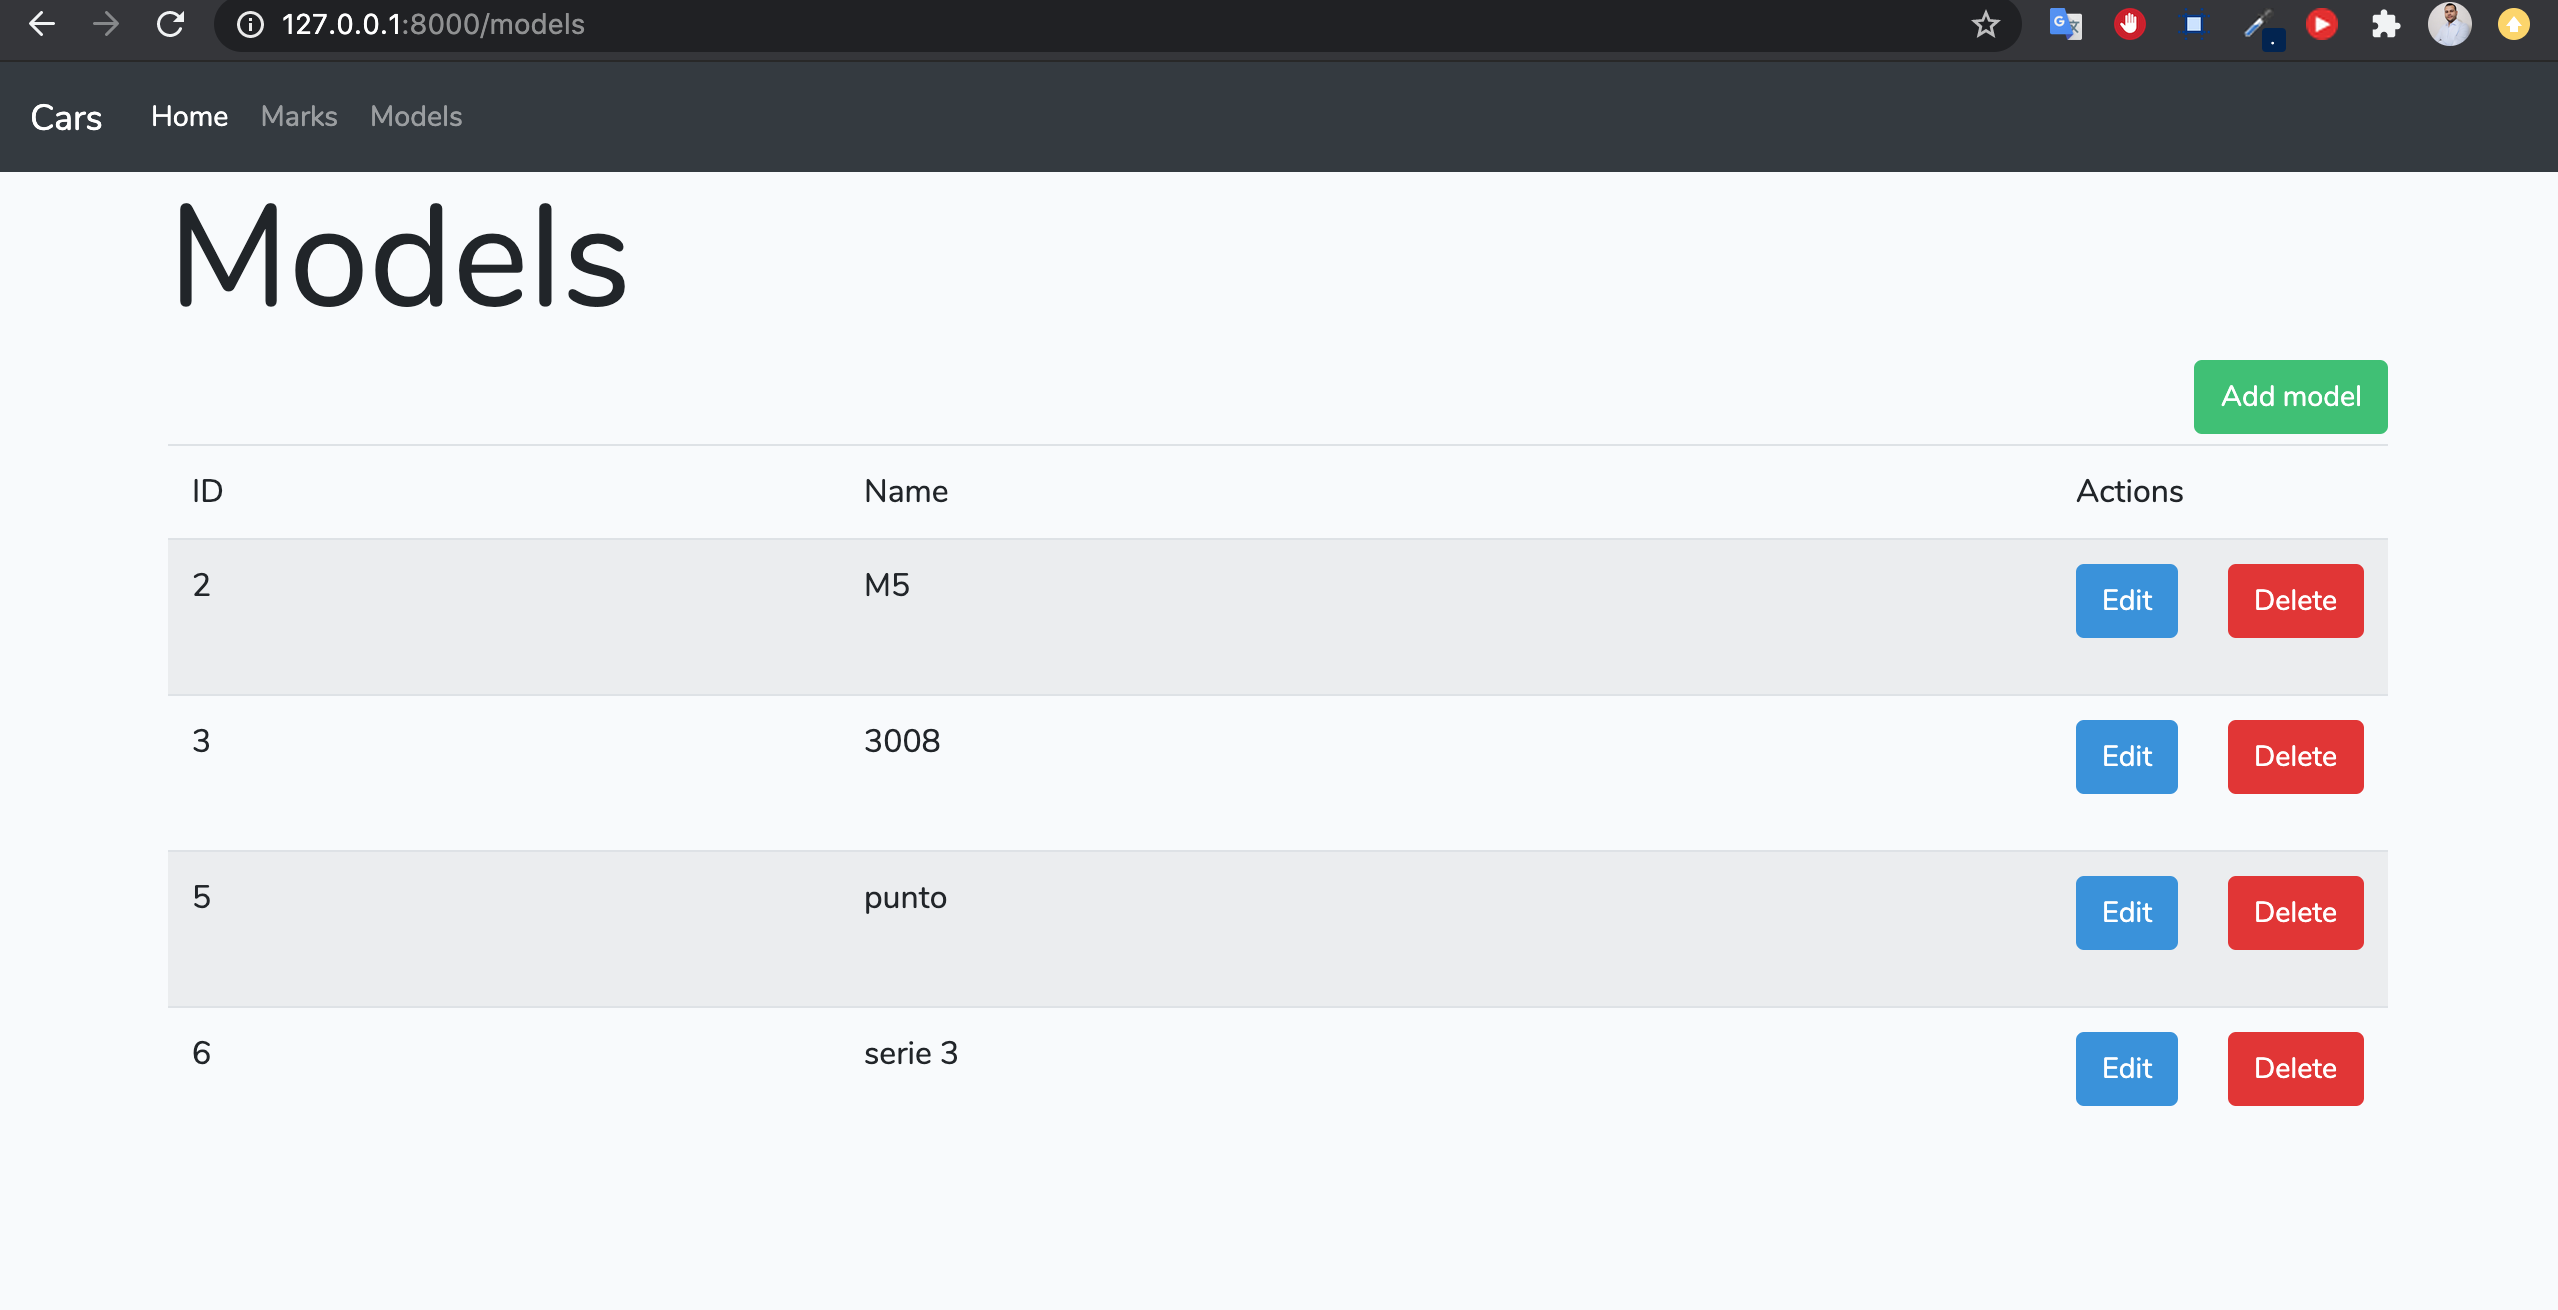 127.0.0.1:8000/models
Cars Home Marks Models
Models
Add model
ID Name Actions
2 M5 Edit Delete
3 3008 Edit Delete
5 punto Edit Delete
6 serie 3 Edit Delete